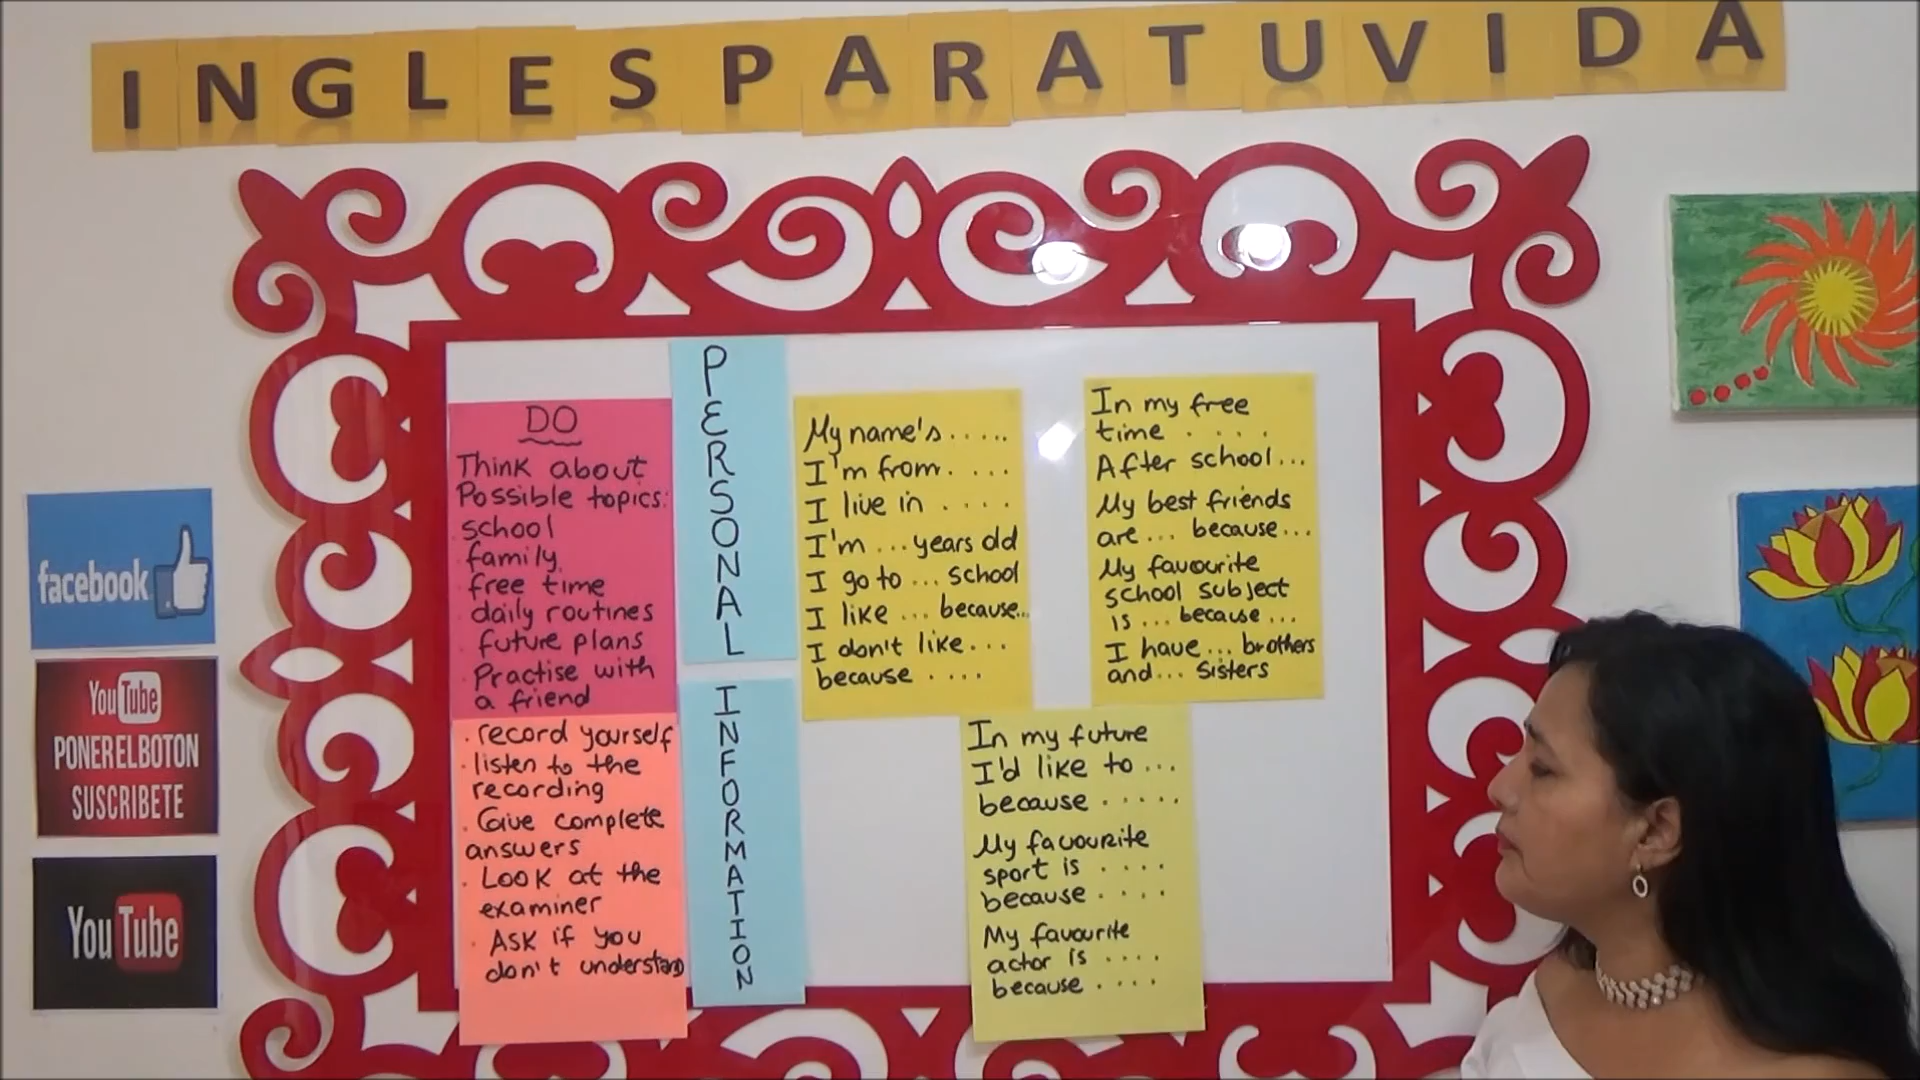 INGLESPARATUVIDA
facebook
YouTube
PONER EL BOTON
SUSCRIBETE
YouTube
DO
Think about
Possible topics:
school
family
free time
daily routines
future plans
Practise with
a friend
. record yourself
. listen to the
recording
. Give complete
answers
. Look at the
examiner
. Ask if you
don't understand
PERSONAL
INFORMATION
My name's .....
I'm from. ...
I live in ....
I'm ... years old
I go to ... school
I like ... because...
I don't like...
because ....
In my free
time ....
After school...
My best friends
are ... because...
My favourite
school subject
is ... because ...
I have ... brothers
and ... sisters
In my future
I'd like to ...
because .....
My favourite
sport is ....
because ....
My favourite
actor is ....
because ....